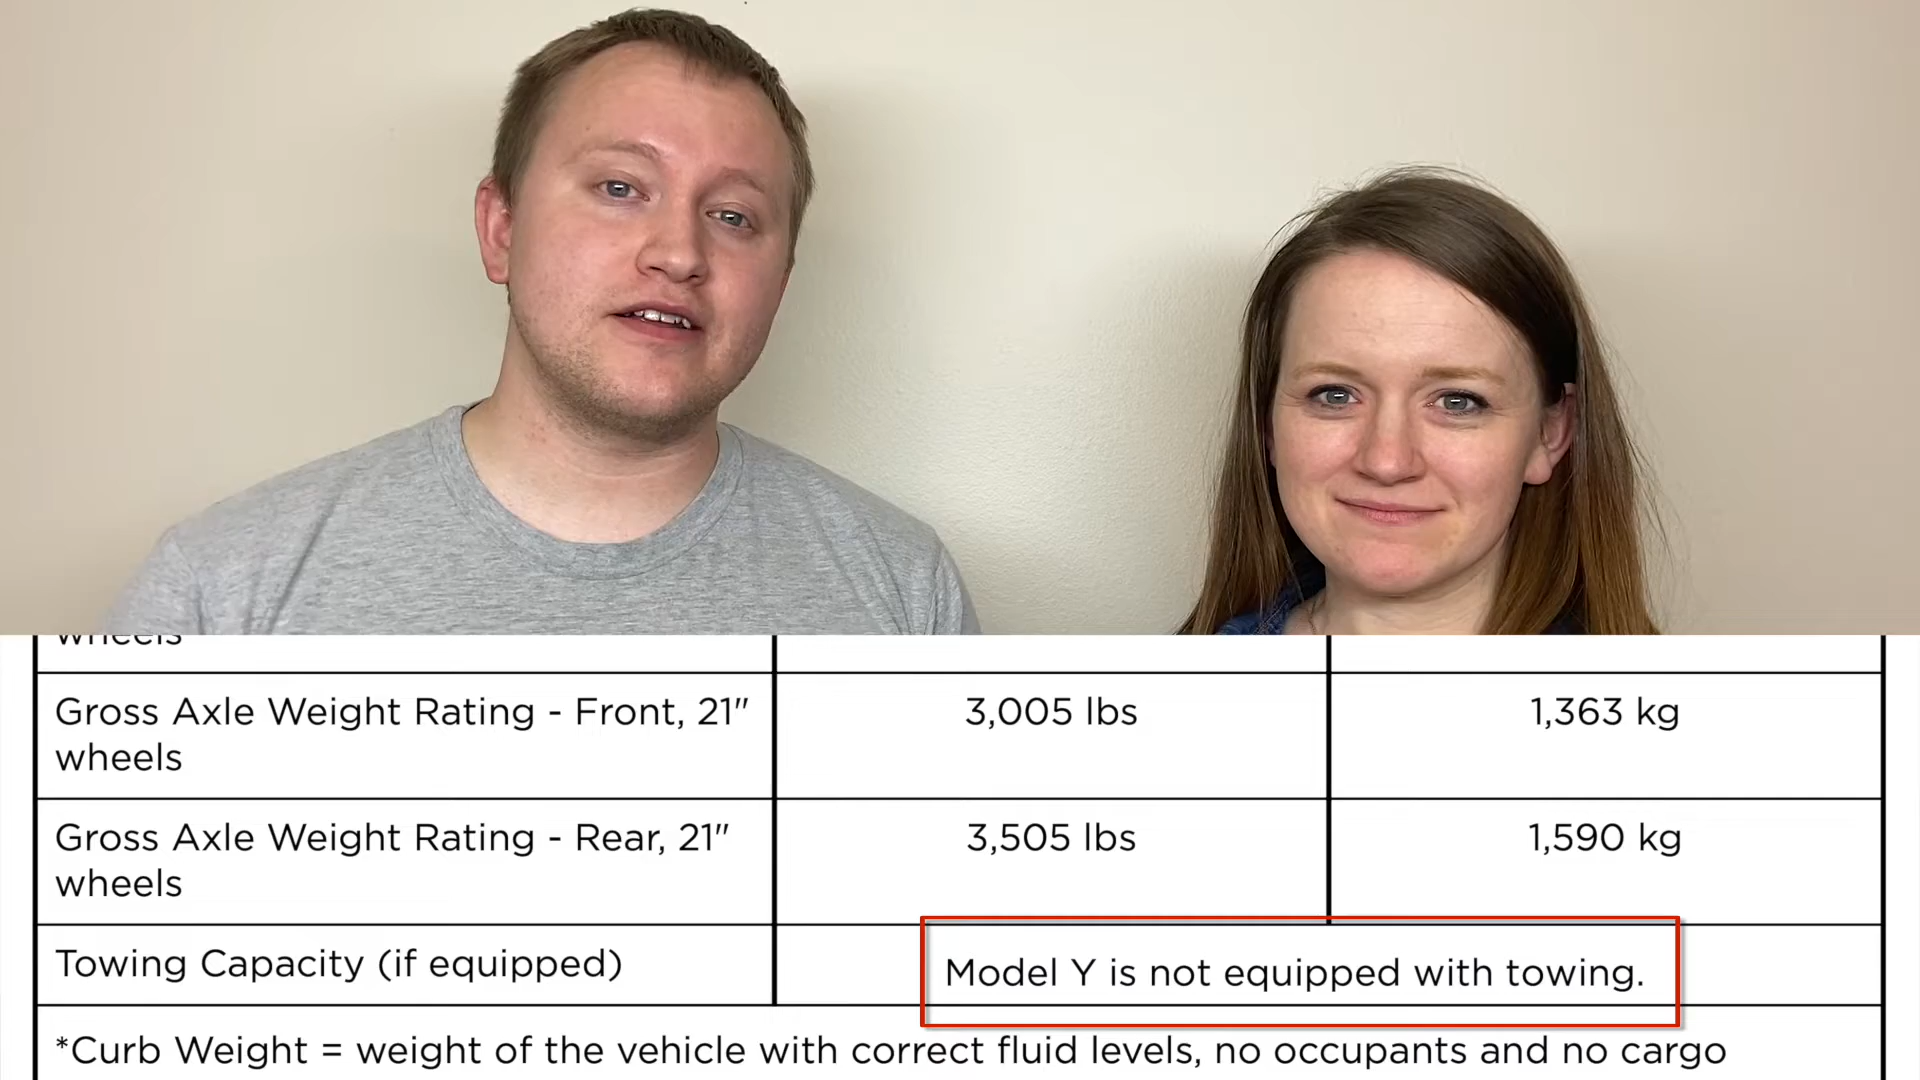 wheels
Gross Axle Weight Rating - Front, 21" 3,005 lbs 1,363 kg
wheels
Gross Axle Weight Rating - Rear, 21" 3,505 lbs 1,590 kg
wheels
Towing Capacity (if equipped) Model Y is not equipped with towing.
*Curb Weight = weight of the vehicle with correct fluid levels, no occupants and no cargo